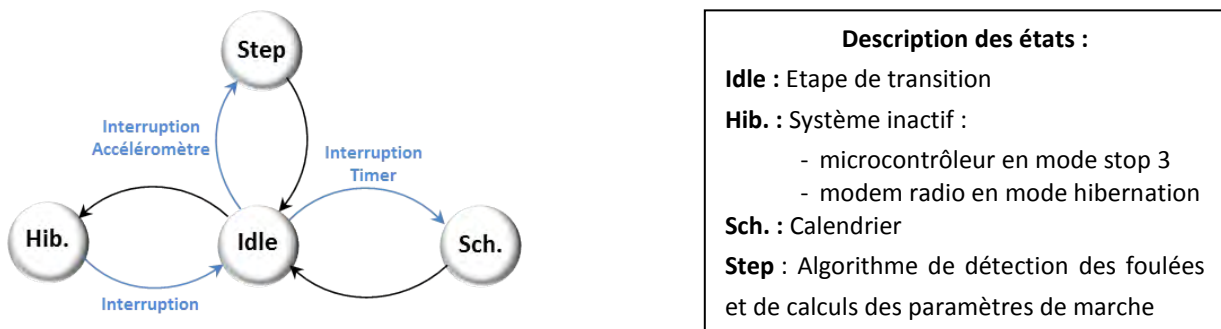 Step
Interruption
Accéléromètre
Interruption
Timer
Hib.
Idle
Sch.
Interruption
Description des états :
Idle : Etape de transition
Hib. : Système inactif :
- microcontrôleur en mode stop 3
- modem radio en mode hibernation
Sch. : Calendrier
Step : Algorithme de détection des foulées
et de calculs des paramètres de marche